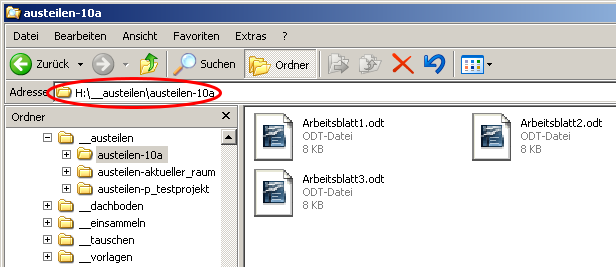 austeilen-10a
Datei Bearbeiten Ansicht Favoriten Extras ?
Zurück Suchen Ordner
Adresse H:\__austeilen\austeilen-10a
Ordner
__austeilen
austeilen-10a
austeilen-aktueller_raum
austeilen-p_testprojekt
__dachboden
__einsammeln
__tauschen
__vorlagen
Arbeitsblatt1.odt
ODT-Datei
8 KB
Arbeitsblatt2.odt
ODT-Datei
8 KB
Arbeitsblatt3.odt
ODT-Datei
8 KB